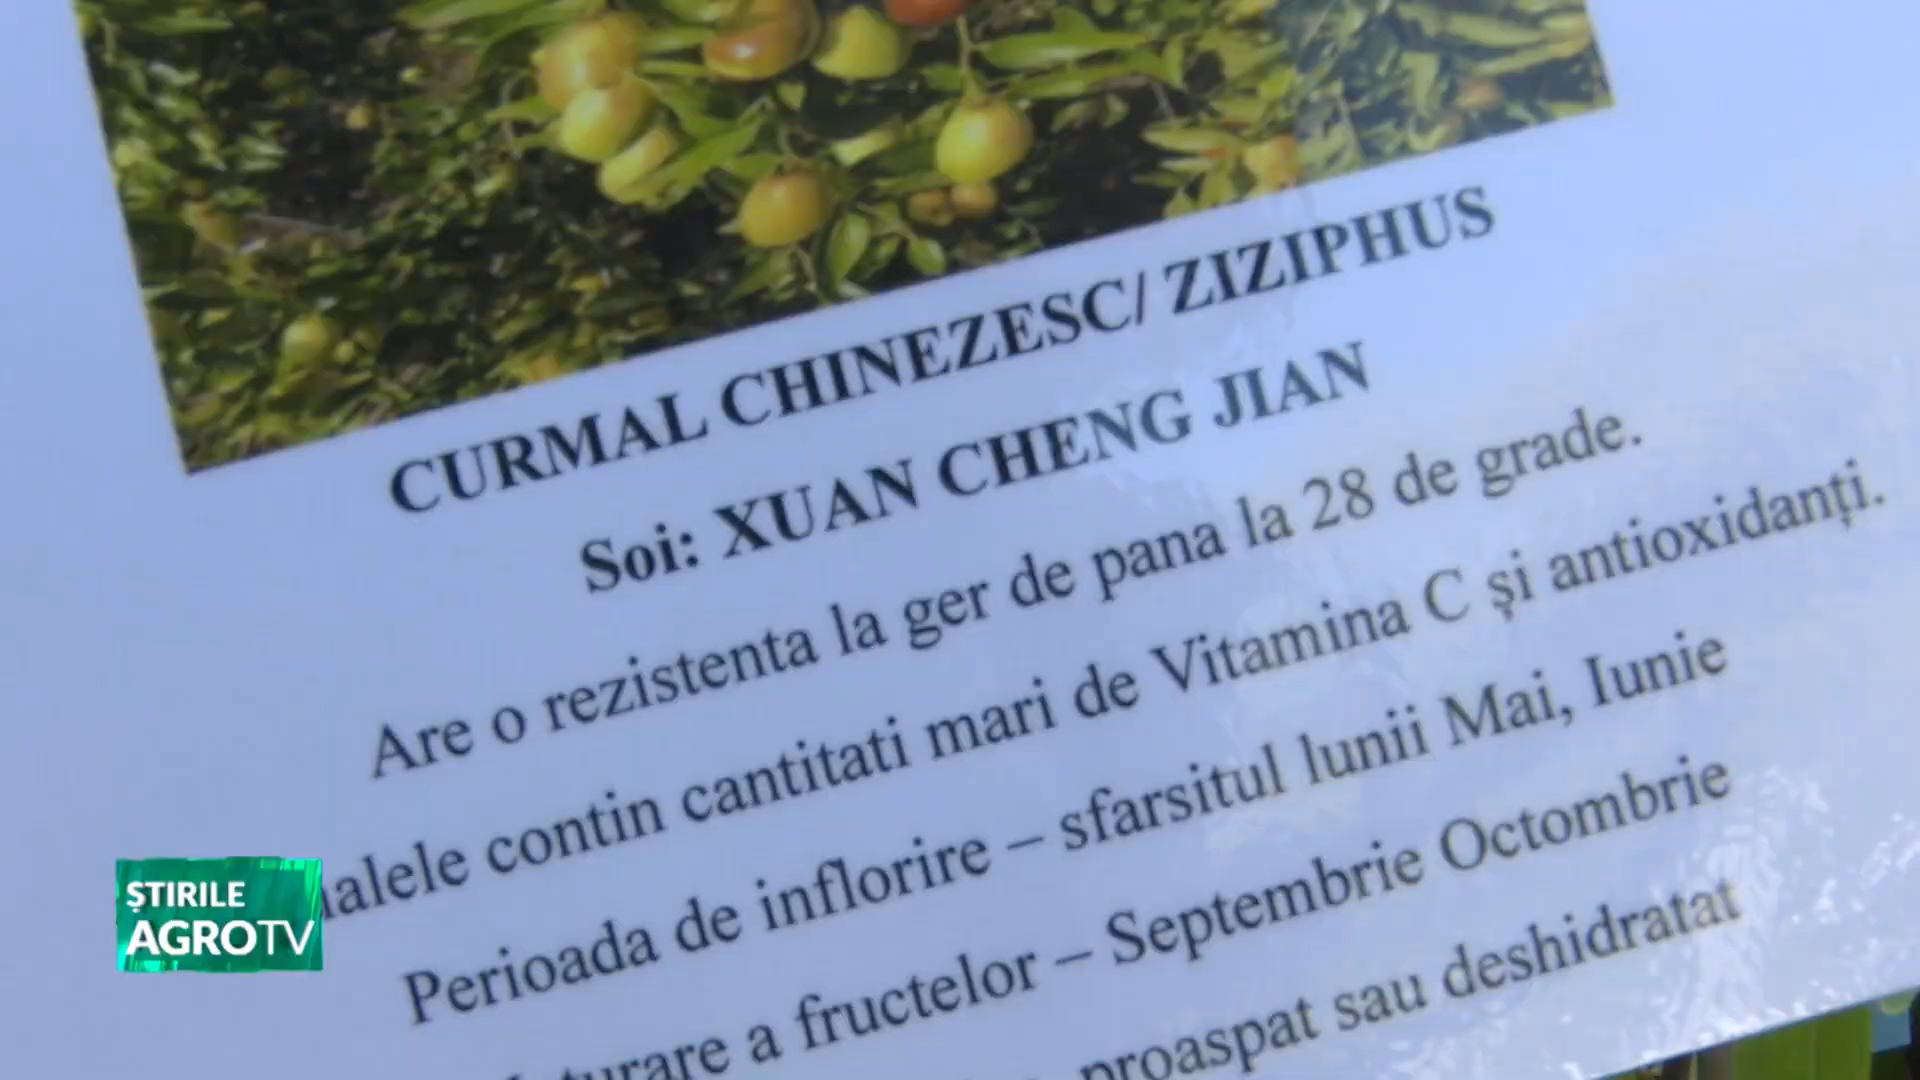 CURMAL CHINEZESC/ ZIZIPHUS
Soi: XUAN CHENG JIAN
Are o rezistenta la ger de pana la 28 de grade.
contin cantitati mari de Vitamina C și antioxidanți.
Perioada de inflorire – sfarsitul lunii Mai, Iunie
a fructelor – Septembrie Octombrie
proaspat sau deshidratat
ȘTIRILE
AGROTV